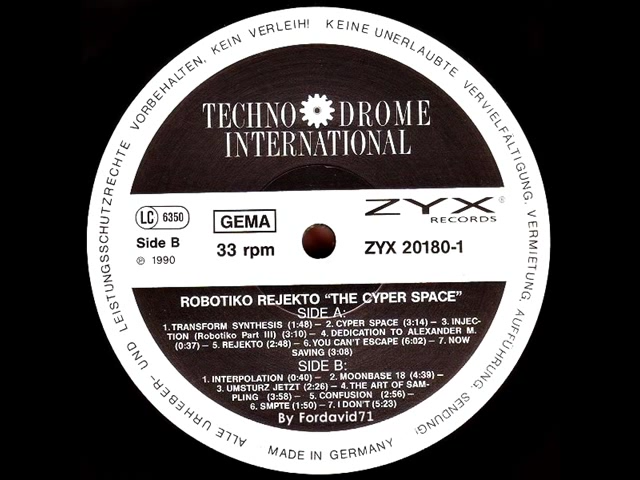 ALLE URHEBER- UND LEISTUNGSSCHUTZRECHTE VORBEHALTEN, KEIN VERLEIH! KEINE UNERLAUBTE VERVIELFÄLTIGUNG, VERMIETUNG, AUFFÜHRUNG, SENDUNG!
TECHNO DROME
INTERNATIONAL
LC 6350
GEMA
ZYX®
RECORDS
Side B
℗ 1990
33 rpm
ZYX 20180-1
ROBOTIKO REJEKTO "THE CYPER SPACE"
SIDE A:
1. TRANSFORM SYNTHESIS (1:48) – 2. CYPER SPACE (3:14) – 3. INJEC-
TION (Robotiko Part III) (3:10) – 4. DEDICATION TO ALEXANDER M.
(0:37) – 5. REJEKTO (2:48) – 6. YOU CAN'T ESCAPE (6:02) – 7. NOW
SAVING (3:08)
SIDE B:
1. INTERPOLATION (0:40) – 2. MOONBASE 18 (4:39) –
3. UMSTURZ JETZT (2:26) – 4. THE ART OF SAM-
PLING (3:58) – 5. CONFUSION (2:56) –
6. SMPTE (1:50) – 7. I DON'T (5:23)
By Fordavid71
MADE IN GERMANY